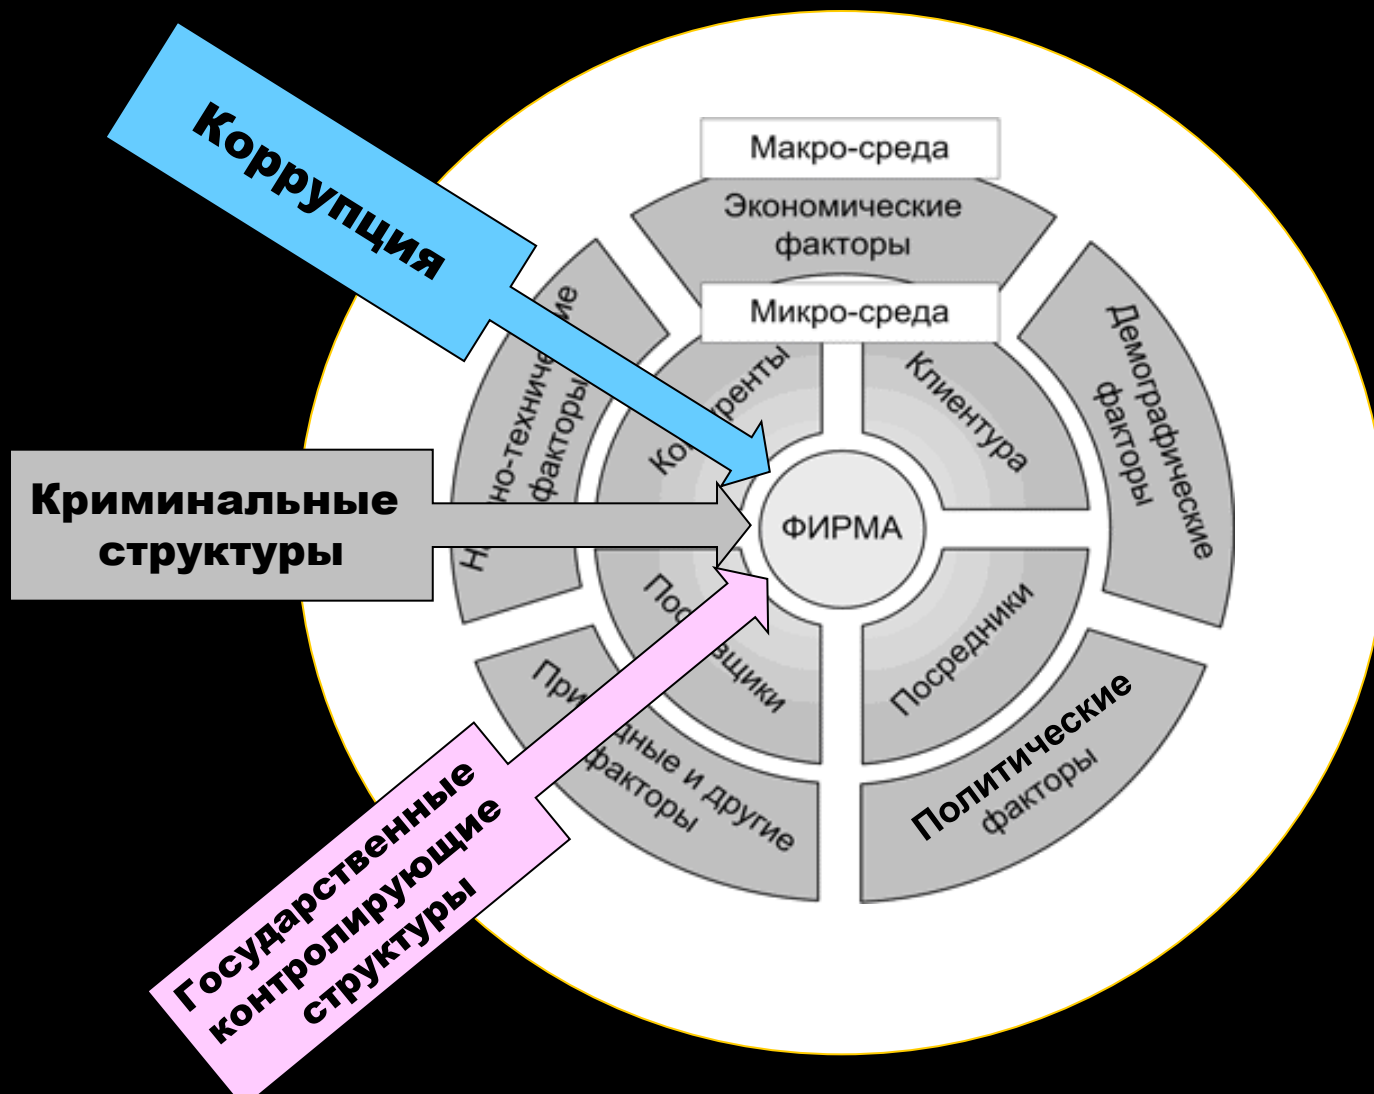 Коррупция
Макро-среда
Экономические
факторы
Микро-среда
Клиентура
Демографические
факторы
факторы
Криминальные
структуры
ФИРМА
Посредники
Политические
факторы
и другие
факторы
Государственные
контролирующие
структуры